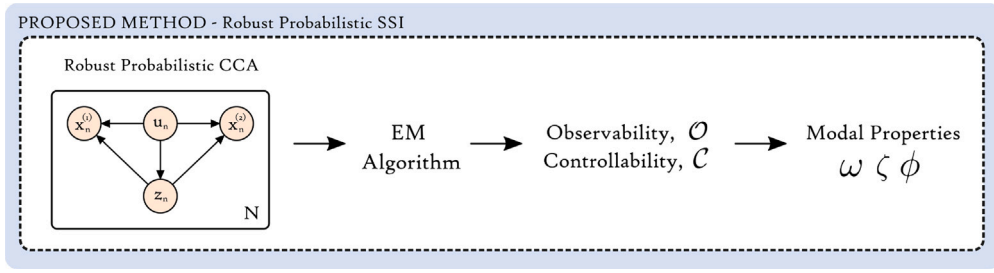 PROPOSED METHOD - Robust Probabilistic SSI
Robust Probabilistic CCA
x_n^(1) u_n x_n^(2)
z_n
N
EM
Algorithm
Observability, 𝒪
Controllability, 𝒞
Modal Properties
ω ζ ϕ